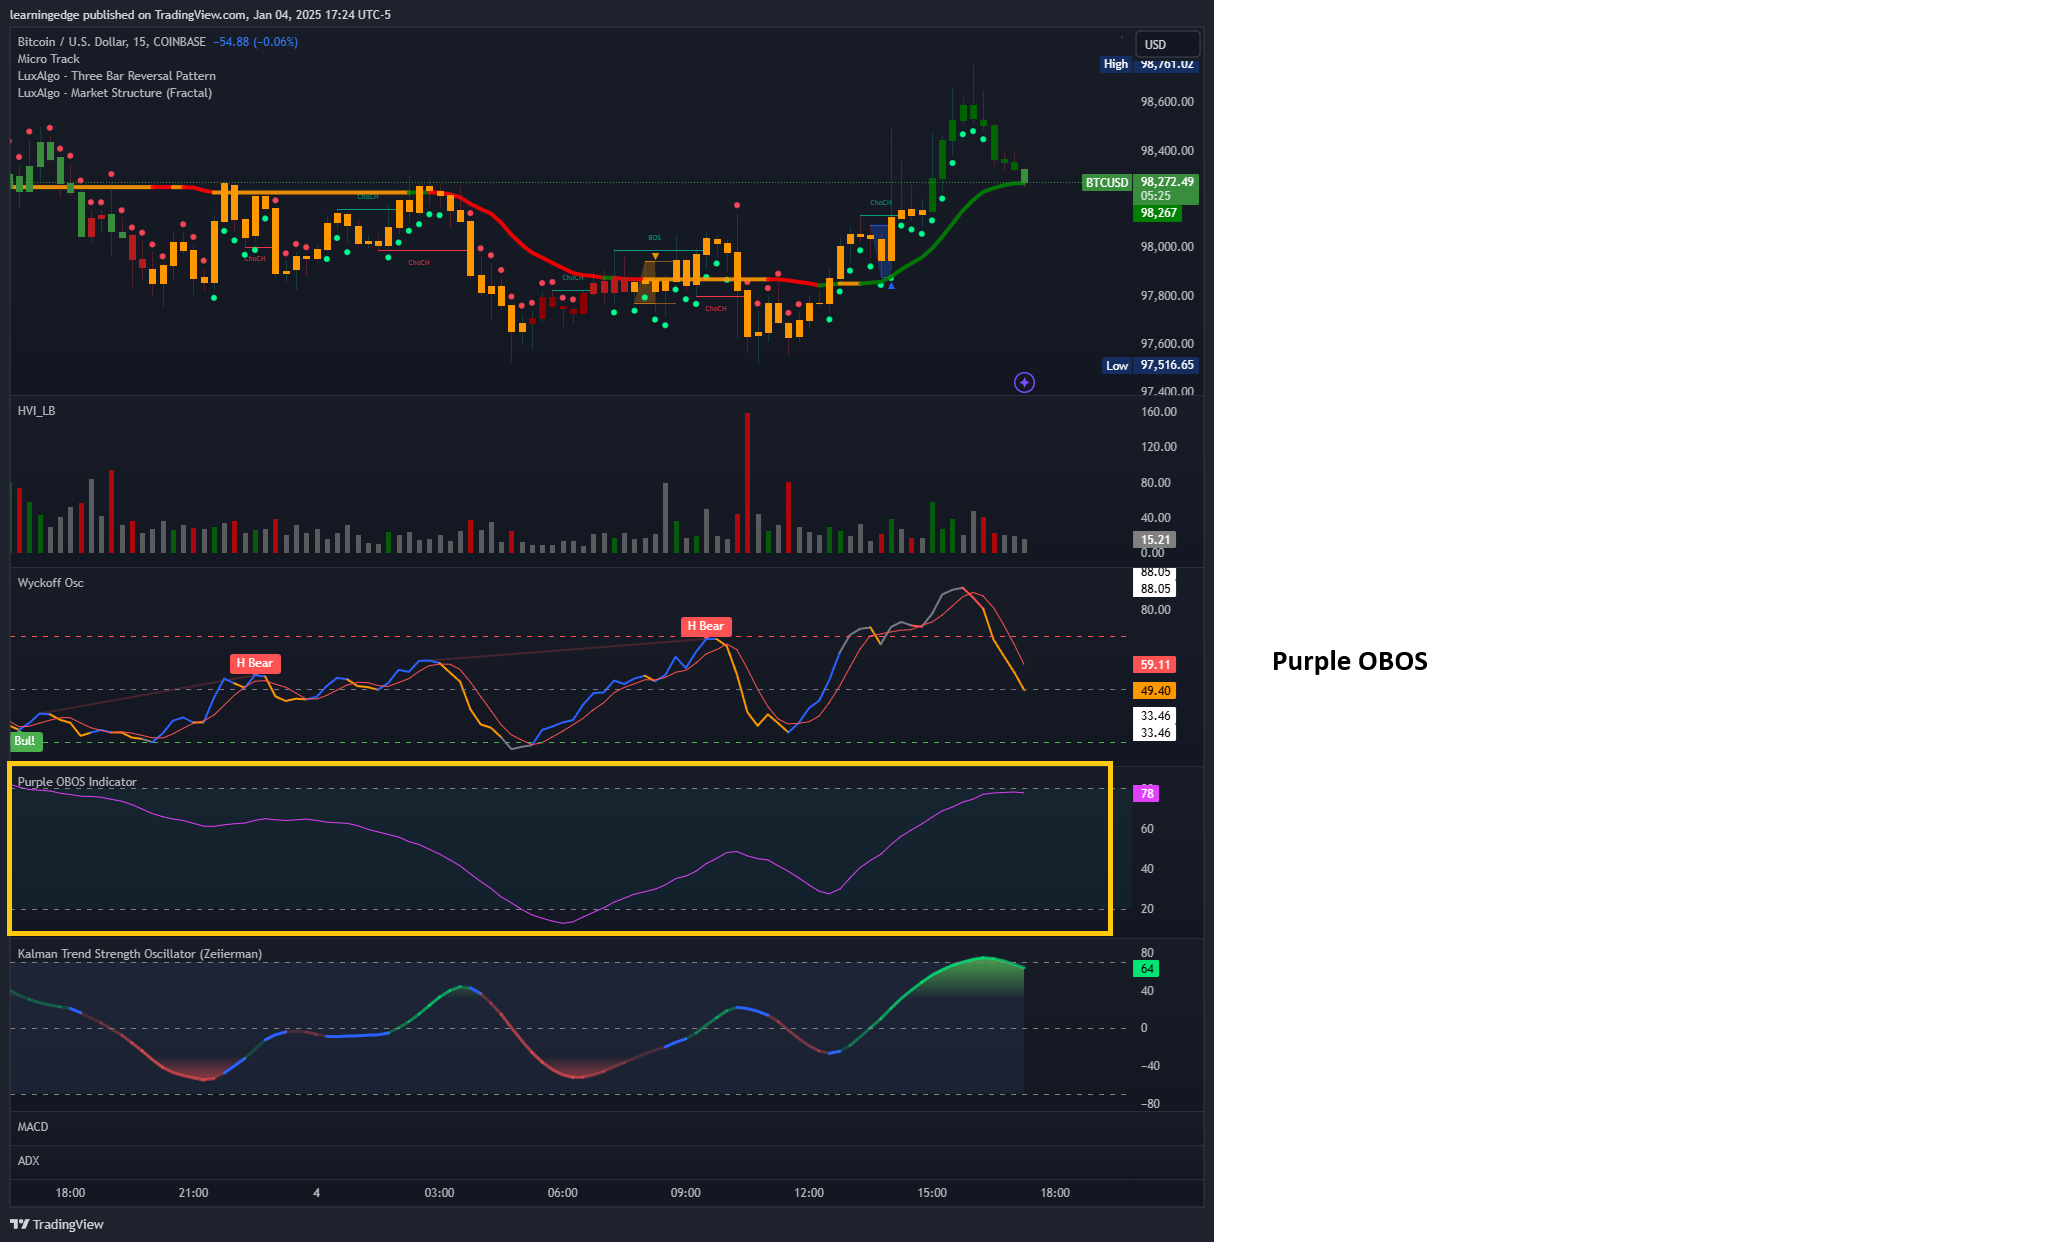 learningedge published on TradingView.com, Jan 04, 2025 17:24 UTC-5
Bitcoin / U.S. Dollar, 15, COINBASE −54.88 (−0.06%)
USD
Micro Track
High 98,761.02
LuxAlgo - Three Bar Reversal Pattern
LuxAlgo - Market Structure (Fractal)
98,600.00
98,400.00
BTCUSD 98,272.49
05:25
98,267
ChoCH
ChoCH
BOS
ChoCH
ChoCH
98,000.00
ChoCH
97,800.00
ChoCH
97,600.00
Low 97,516.65
97,400.00
HVI_LB
160.00
120.00
80.00
40.00
15.21
0.00
Wyckoff Osc
88.05
88.05
80.00
H Bear
H Bear
59.11
49.40
33.46
33.46
Bull
Purple OBOS Indicator
78
60
40
20
Kalman Trend Strength Oscillator (Zeiierman)
80
64
40
0
−40
−80
MACD
ADX
18:00 21:00 4 03:00 06:00 09:00 12:00 15:00 18:00
TradingView
Purple OBOS